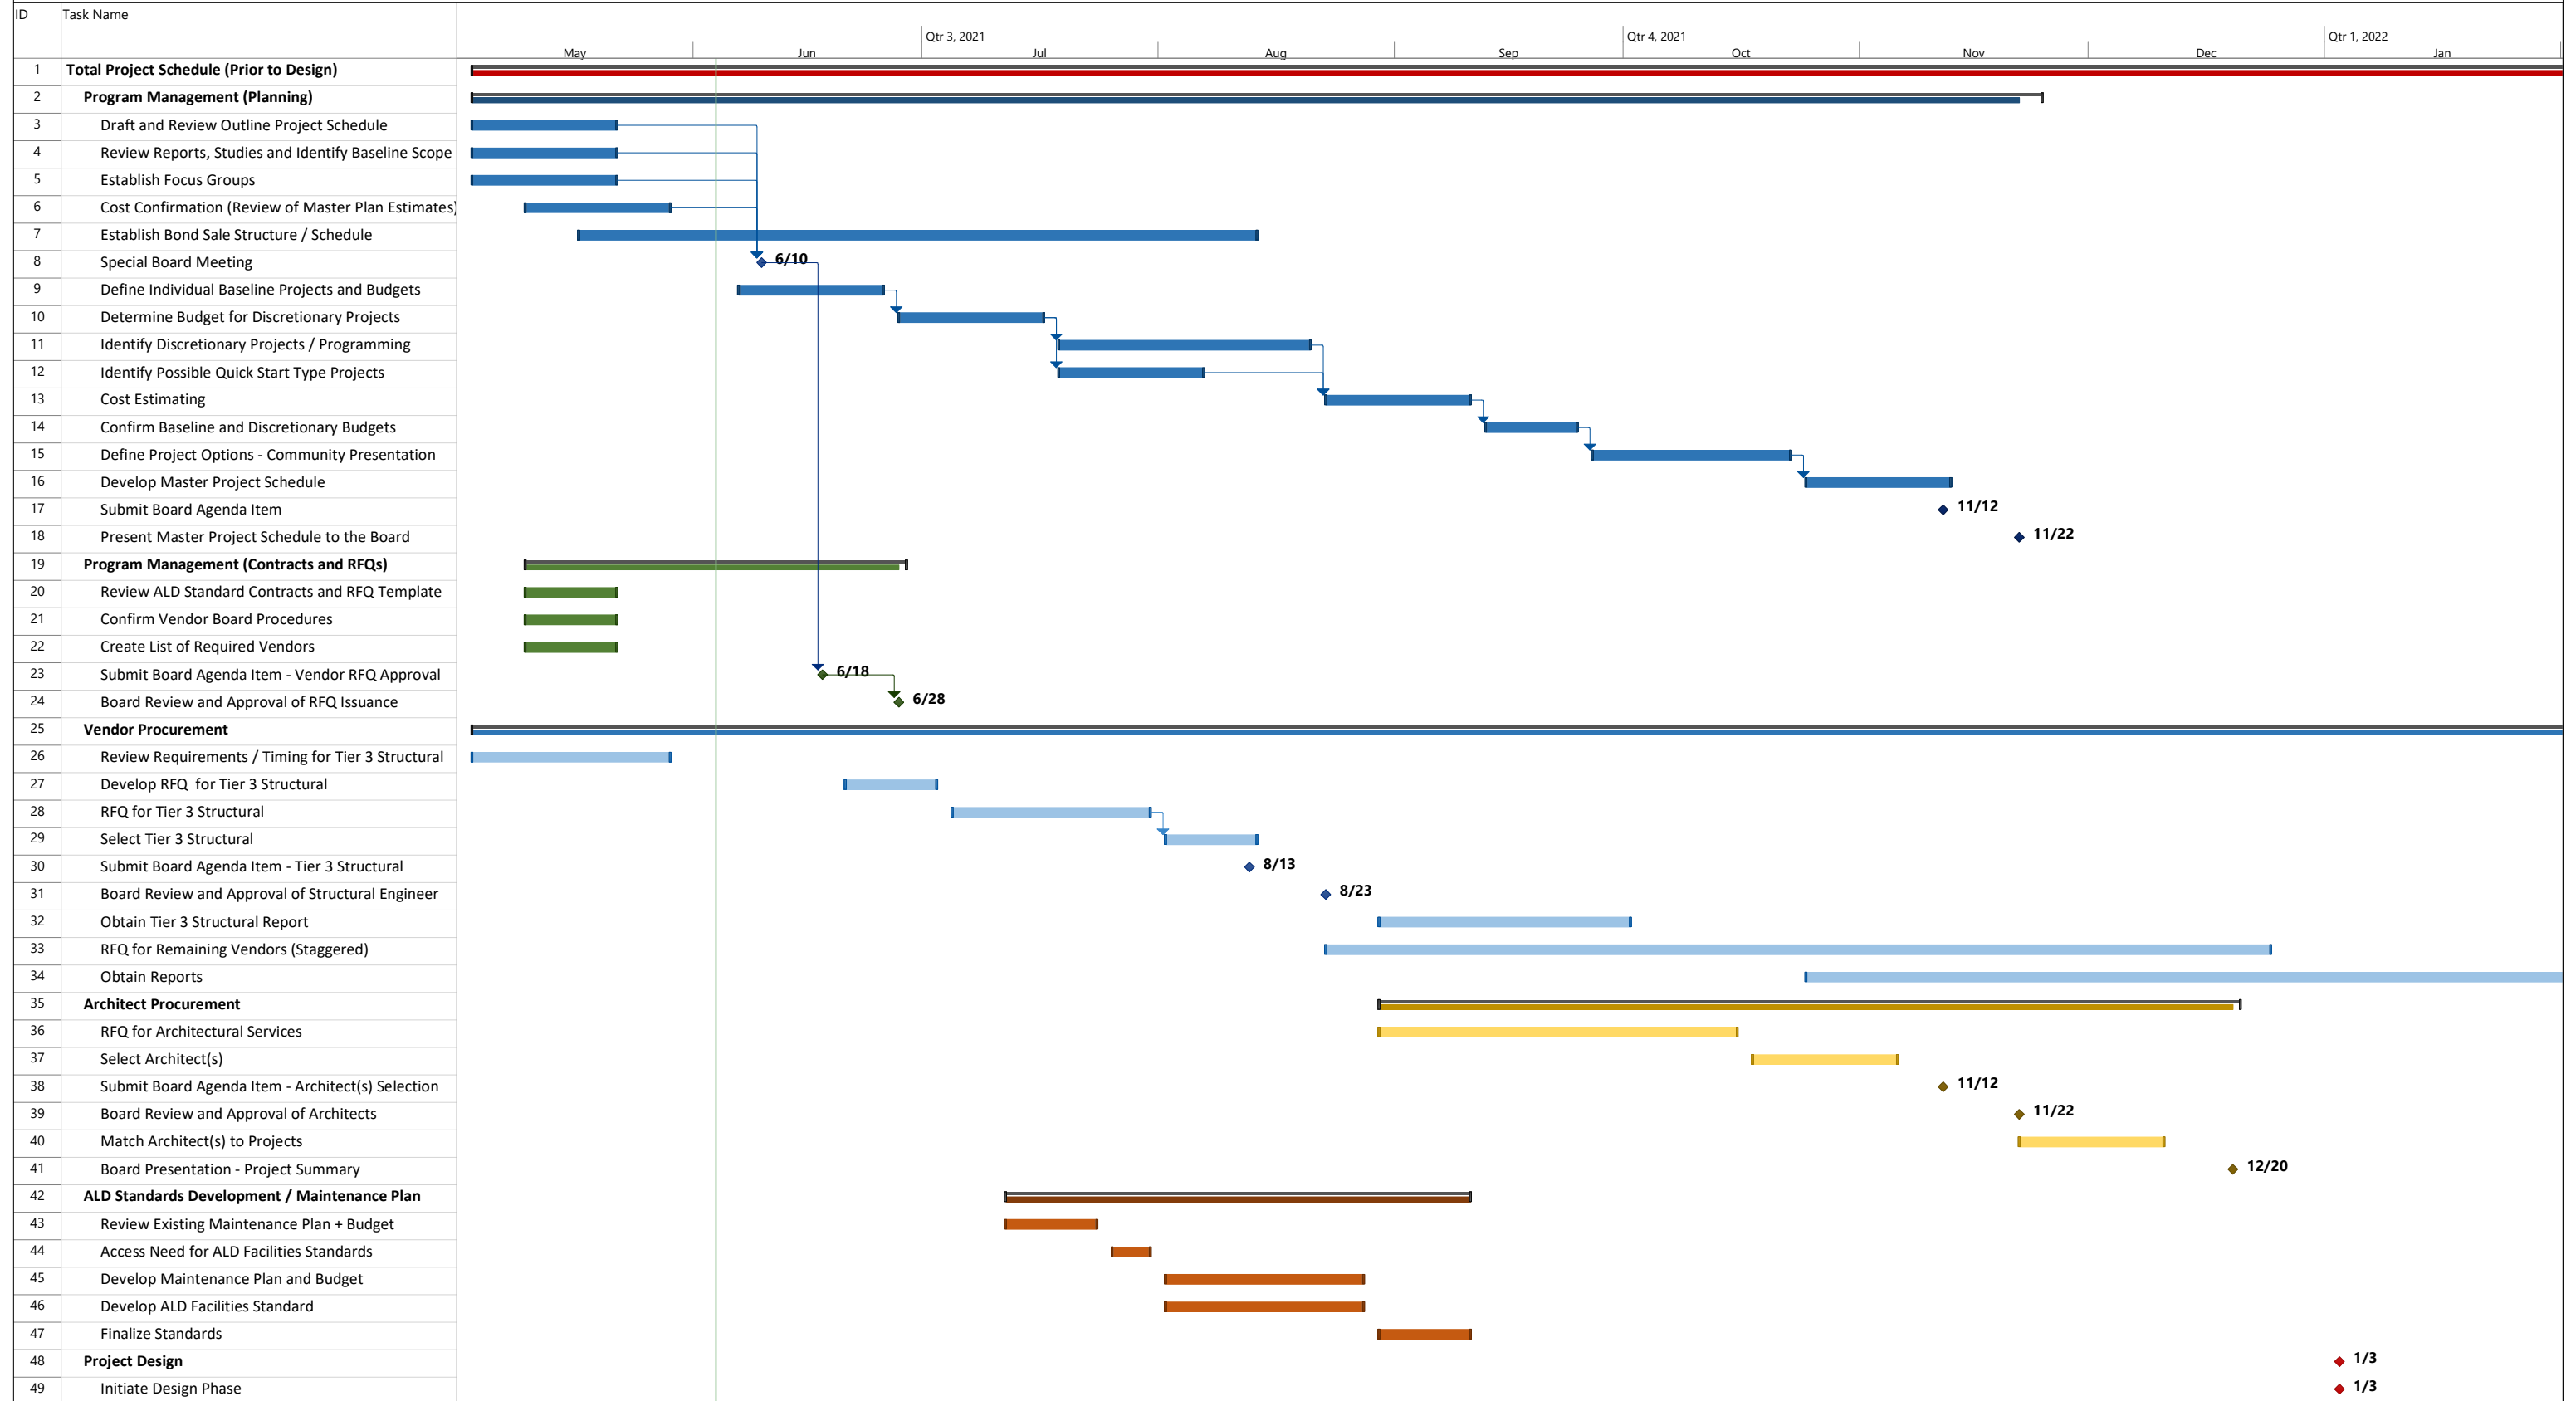 ID Task Name
Qtr 3, 2021 Qtr 4, 2021 Qtr 1, 2022
May Jun Jul Aug Sep Oct Nov Dec Jan
1 Total Project Schedule (Prior to Design)
2 Program Management (Planning)
3 Draft and Review Outline Project Schedule
4 Review Reports, Studies and Identify Baseline Scope
5 Establish Focus Groups
6 Cost Confirmation (Review of Master Plan Estimates)
7 Establish Bond Sale Structure / Schedule
8 Special Board Meeting 6/10
9 Define Individual Baseline Projects and Budgets
10 Determine Budget for Discretionary Projects
11 Identify Discretionary Projects / Programming
12 Identify Possible Quick Start Type Projects
13 Cost Estimating
14 Confirm Baseline and Discretionary Budgets
15 Define Project Options - Community Presentation
16 Develop Master Project Schedule
17 Submit Board Agenda Item 11/12
18 Present Master Project Schedule to the Board 11/22
19 Program Management (Contracts and RFQs)
20 Review ALD Standard Contracts and RFQ Template
21 Confirm Vendor Board Procedures
22 Create List of Required Vendors
23 Submit Board Agenda Item - Vendor RFQ Approval 6/18
24 Board Review and Approval of RFQ Issuance 6/28
25 Vendor Procurement
26 Review Requirements / Timing for Tier 3 Structural
27 Develop RFQ for Tier 3 Structural
28 RFQ for Tier 3 Structural
29 Select Tier 3 Structural
30 Submit Board Agenda Item - Tier 3 Structural 8/13
31 Board Review and Approval of Structural Engineer 8/23
32 Obtain Tier 3 Structural Report
33 RFQ for Remaining Vendors (Staggered)
34 Obtain Reports
35 Architect Procurement
36 RFQ for Architectural Services
37 Select Architect(s)
38 Submit Board Agenda Item - Architect(s) Selection 11/12
39 Board Review and Approval of Architects 11/22
40 Match Architect(s) to Projects
41 Board Presentation - Project Summary 12/20
42 ALD Standards Development / Maintenance Plan
43 Review Existing Maintenance Plan + Budget
44 Access Need for ALD Facilities Standards
45 Develop Maintenance Plan and Budget
46 Develop ALD Facilities Standard
47 Finalize Standards
48 Project Design 1/3
49 Initiate Design Phase 1/3